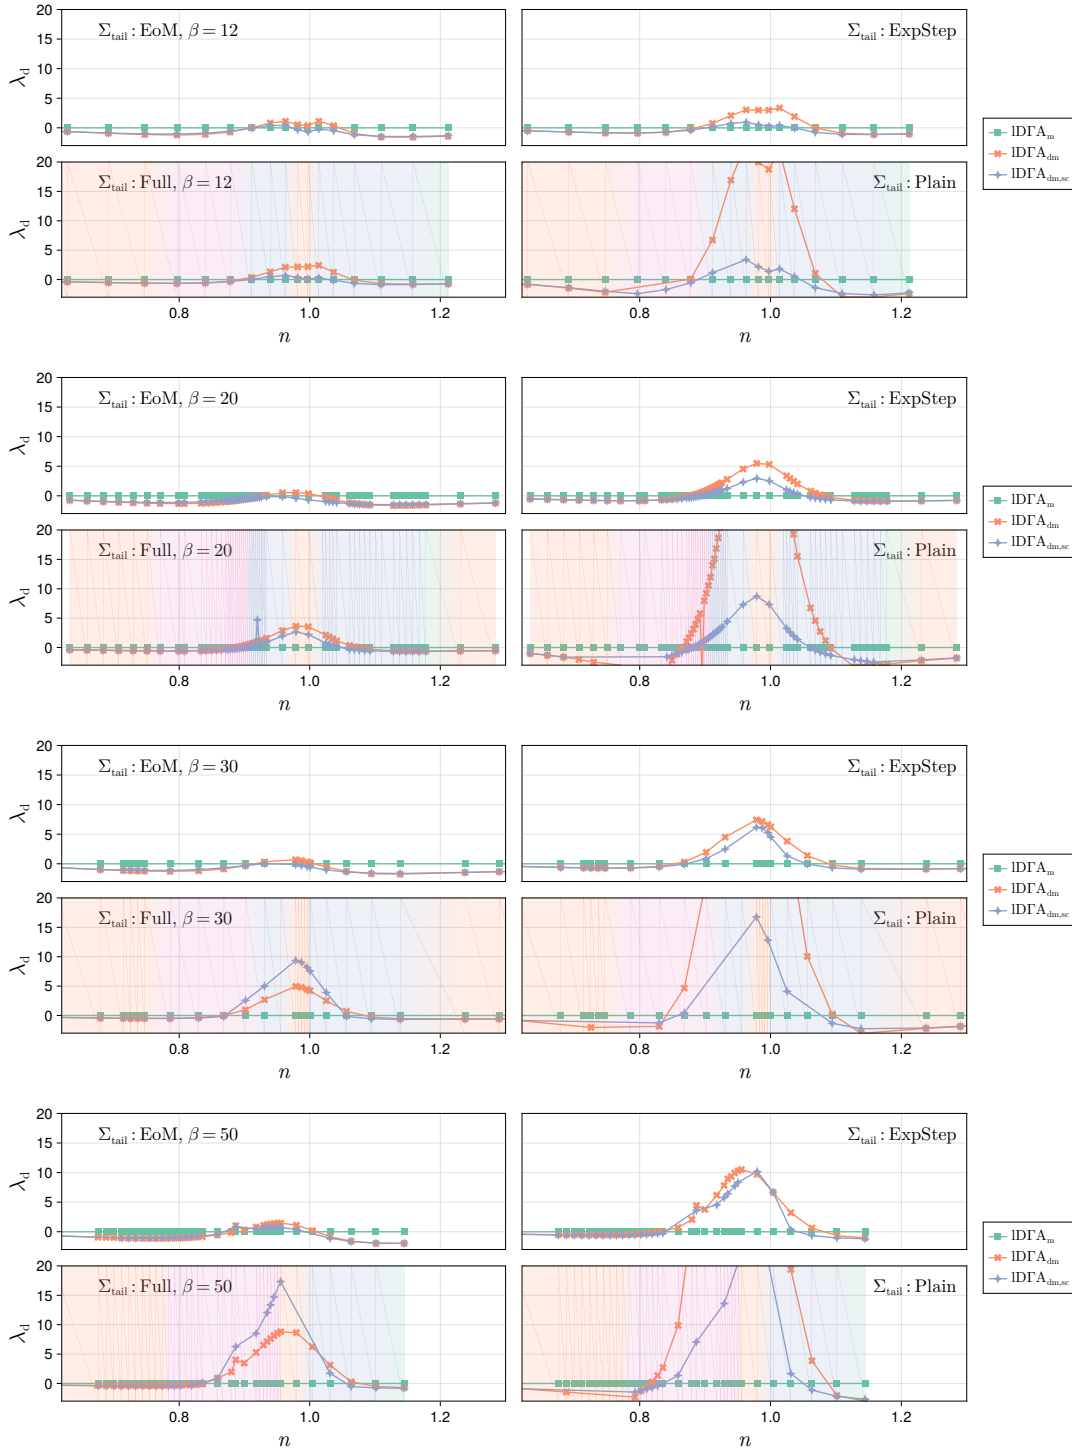 Σtail : EoM, β = 12
Σtail : ExpStep
λd
20
15
10
5
0
lDΓAm
lDΓAdm
lDΓAdm,sc
Σtail : Full, β = 12
Σtail : Plain
λd
20
15
10
5
0
0.8 1.0 1.2
0.8 1.0 1.2
n
n
Σtail : EoM, β = 20
Σtail : ExpStep
λd
20
15
10
5
0
lDΓAm
lDΓAdm
lDΓAdm,sc
Σtail : Full, β = 20
Σtail : Plain
λd
20
15
10
5
0
0.8 1.0 1.2
0.8 1.0 1.2
n
n
Σtail : EoM, β = 30
Σtail : ExpStep
λd
20
15
10
5
0
lDΓAm
lDΓAdm
lDΓAdm,sc
Σtail : Full, β = 30
Σtail : Plain
λd
20
15
10
5
0
0.8 1.0 1.2
0.8 1.0 1.2
n
n
Σtail : EoM, β = 50
Σtail : ExpStep
λd
20
15
10
5
0
lDΓAm
lDΓAdm
lDΓAdm,sc
Σtail : Full, β = 50
Σtail : Plain
λd
20
15
10
5
0
0.8 1.0 1.2
0.8 1.0 1.2
n
n